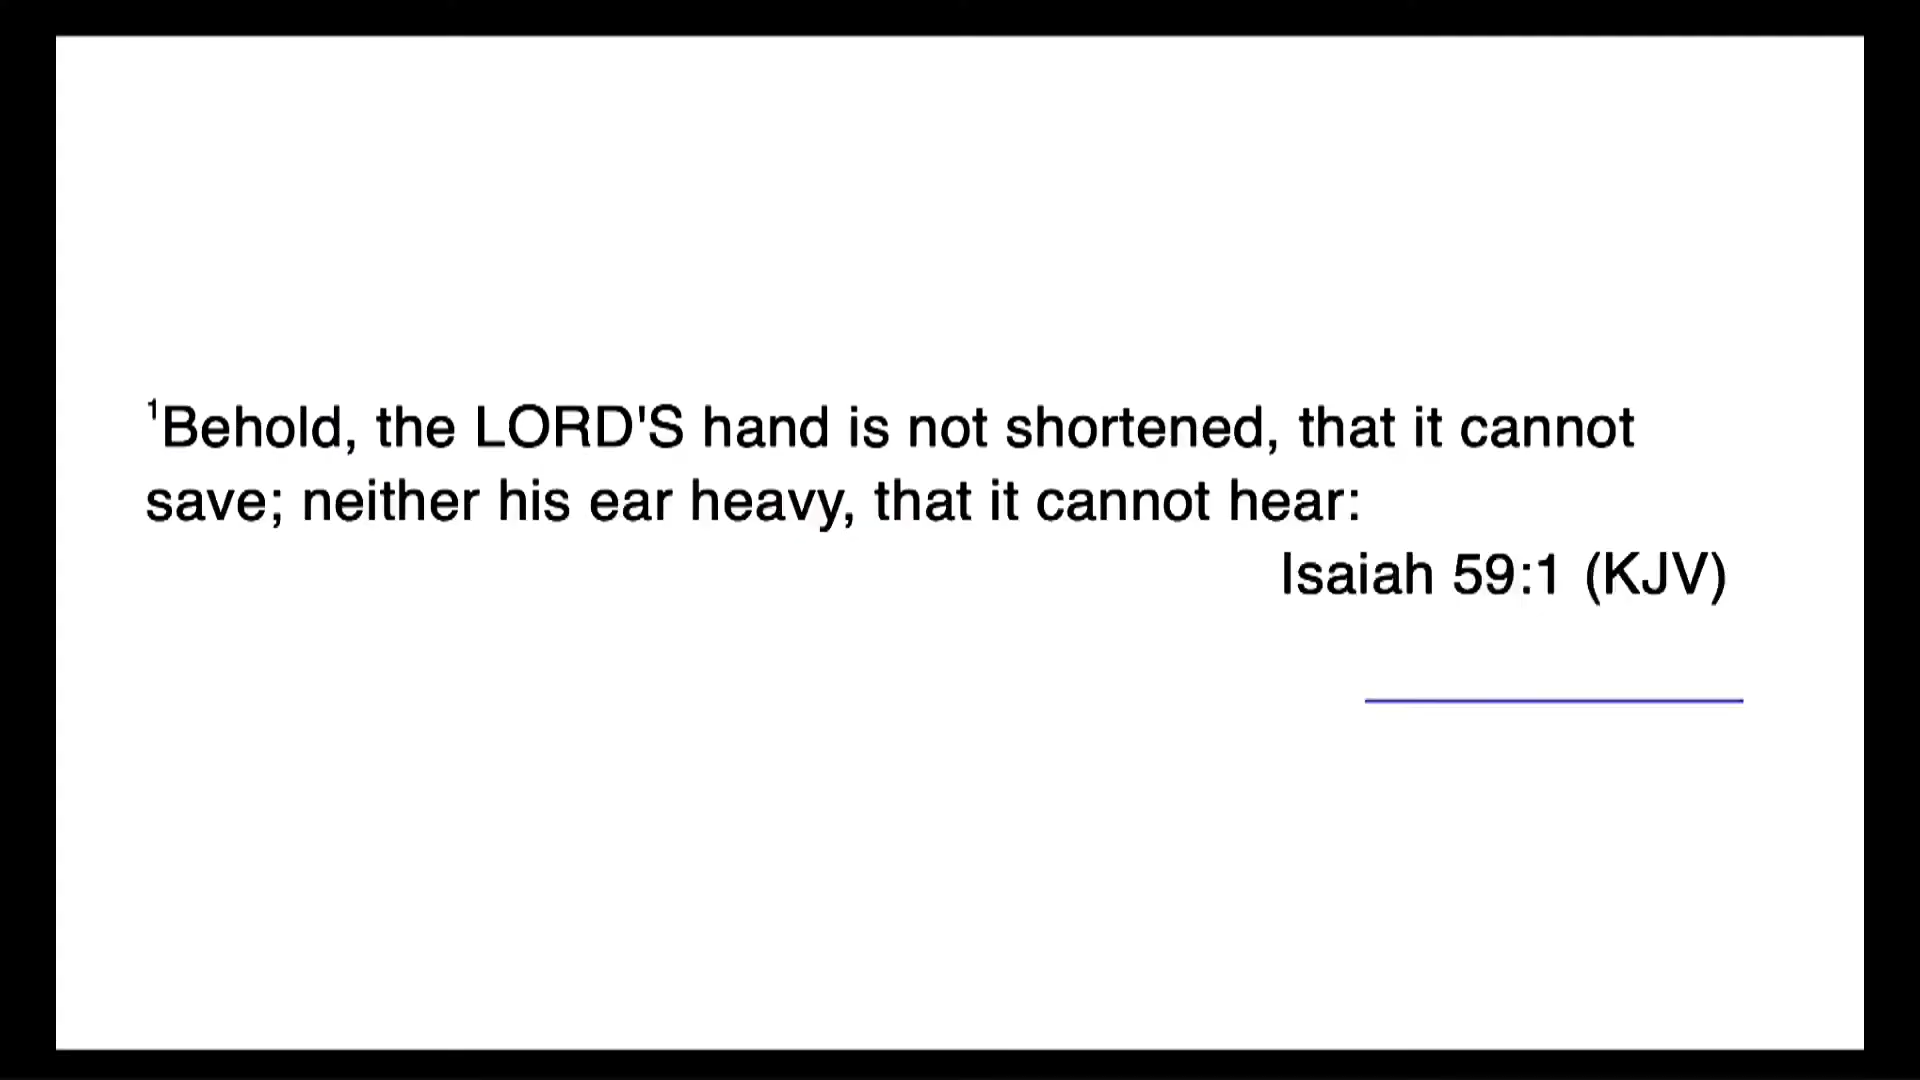 ¹Behold, the LORD'S hand is not shortened, that it cannot
save; neither his ear heavy, that it cannot hear:
Isaiah 59:1 (KJV)